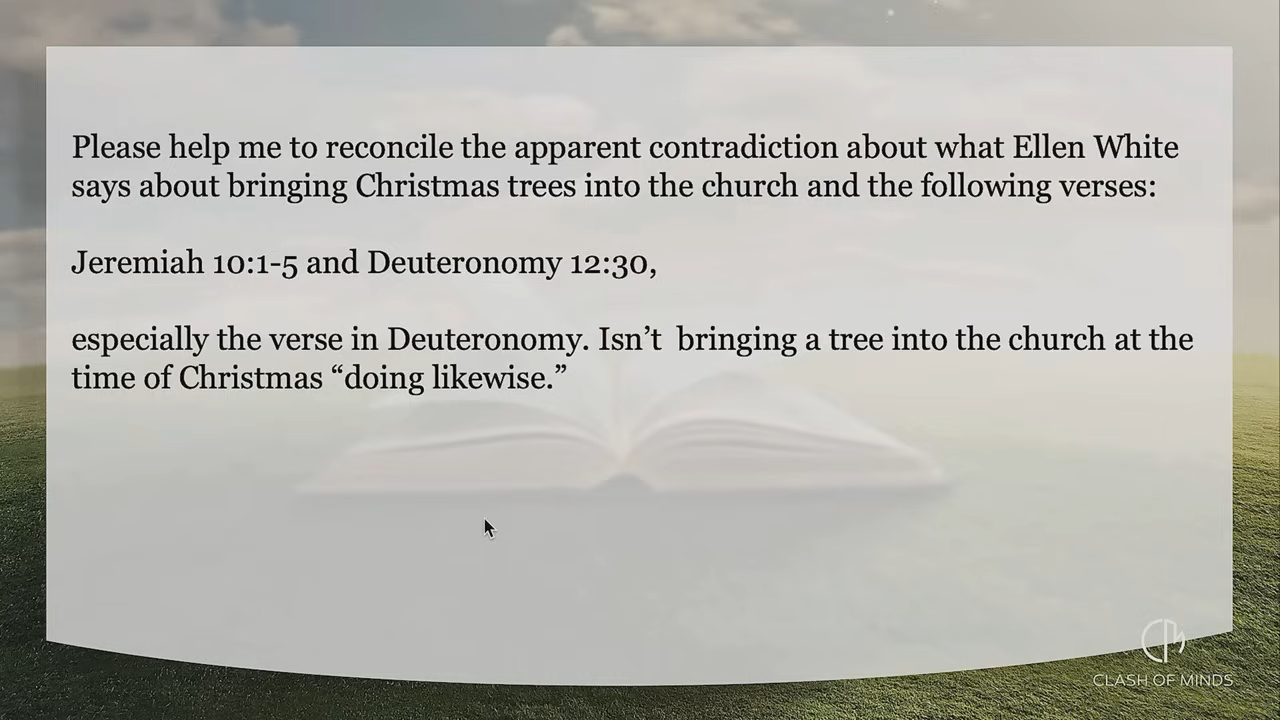 Please help me to reconcile the apparent contradiction about what Ellen White
says about bringing Christmas trees into the church and the following verses:
Jeremiah 10:1-5 and Deuteronomy 12:30,
especially the verse in Deuteronomy. Isn’t  bringing a tree into the church at the
time of Christmas “doing likewise.”
CLASH OF MINDS